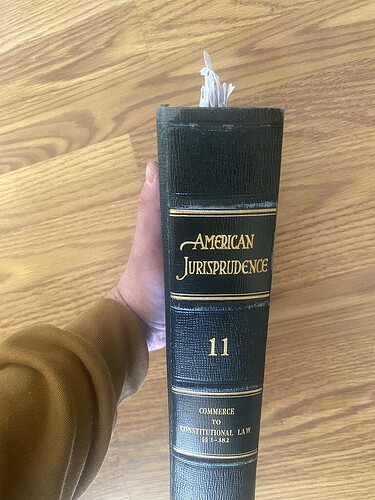 AMERICAN
JURISPRUDENCE
11
COMMERCE
TO
CONSTITUTIONAL LAW
§§ 1-382